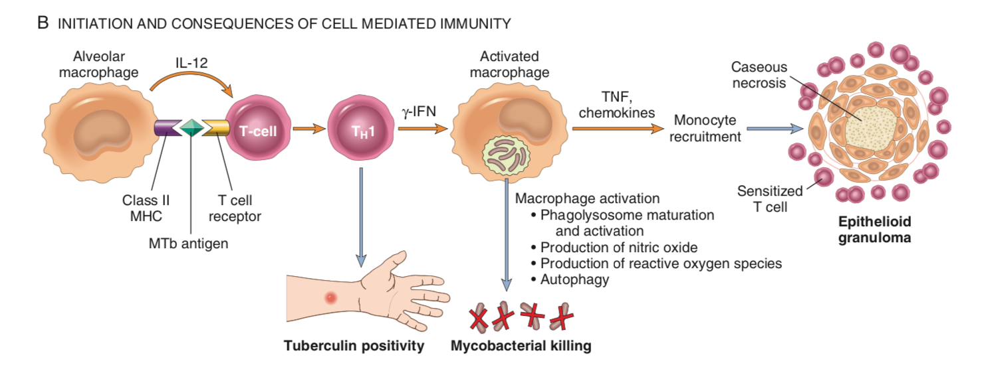 B INITIATION AND CONSEQUENCES OF CELL MEDIATED IMMUNITY
Alveolar
macrophage
IL-12
Class II
MHC
MTb antigen
T cell
receptor
T-cell
TH1
γ-IFN
Activated
macrophage
TNF,
chemokines
Monocyte
recruitment
Caseous
necrosis
Sensitized
T cell
Epithelioid
granuloma
Macrophage activation
• Phagolysosome maturation
and activation
• Production of nitric oxide
• Production of reactive oxygen species
• Autophagy
Tuberculin positivity
Mycobacterial killing